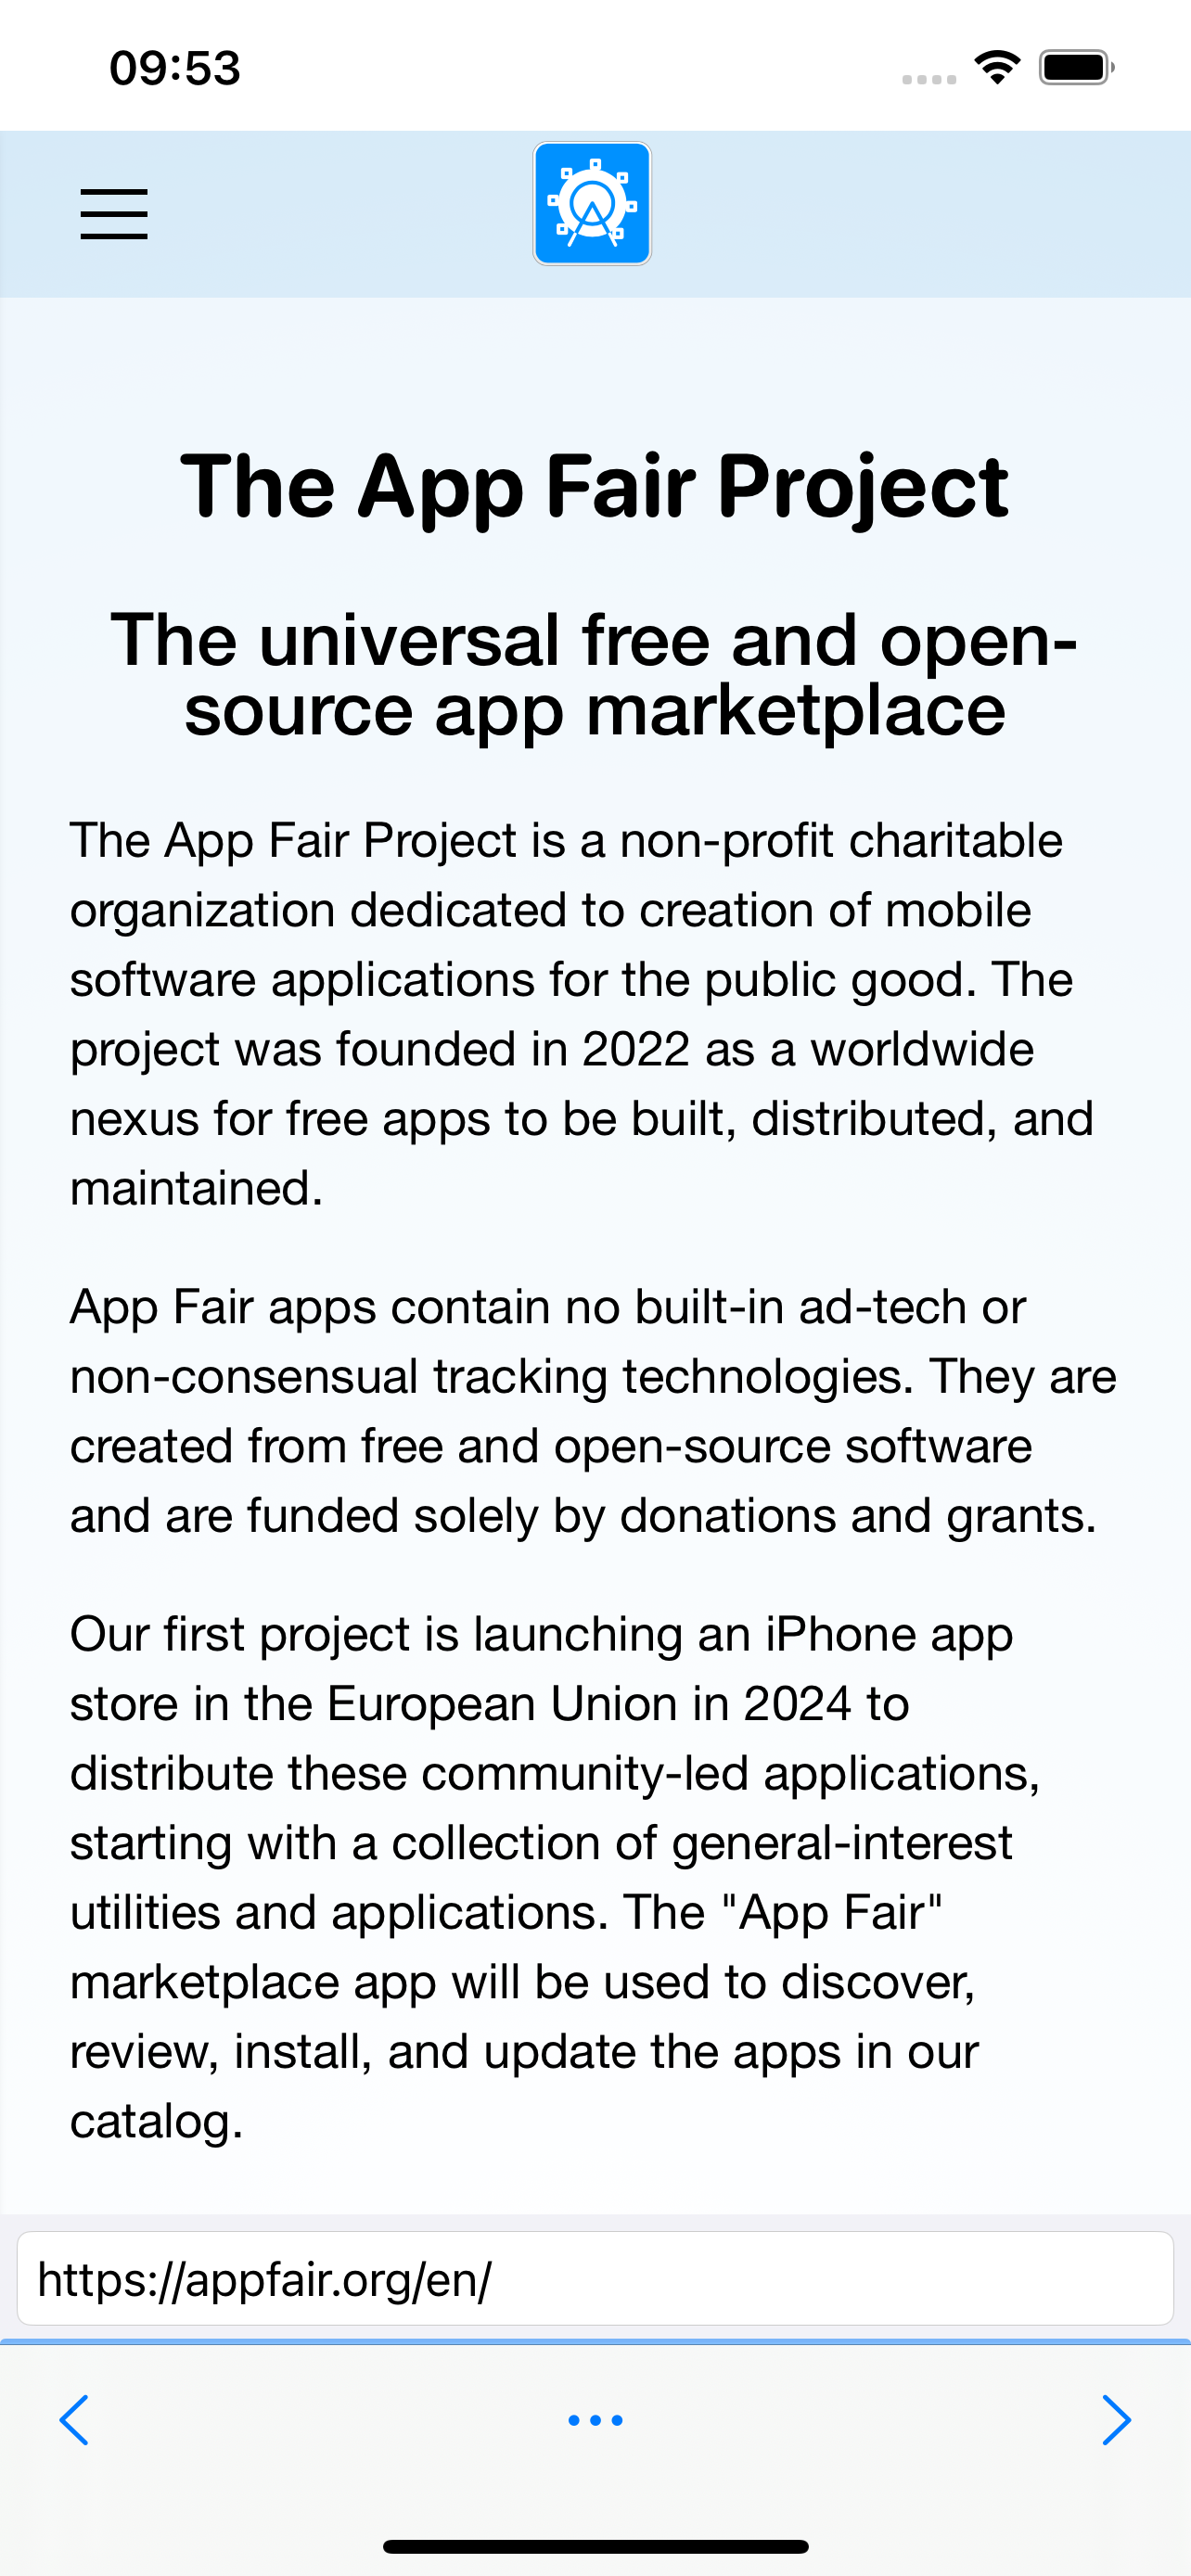 09:53
The App Fair Project
The universal free and open-
source app marketplace
The App Fair Project is a non-profit charitable
organization dedicated to creation of mobile
software applications for the public good. The
project was founded in 2022 as a worldwide
nexus for free apps to be built, distributed, and
maintained.
App Fair apps contain no built-in ad-tech or
non-consensual tracking technologies. They are
created from free and open-source software
and are funded solely by donations and grants.
Our first project is launching an iPhone app
store in the European Union in 2024 to
distribute these community-led applications,
starting with a collection of general-interest
utilities and applications. The "App Fair"
marketplace app will be used to discover,
review, install, and update the apps in our
catalog.
https://appfair.org/en/